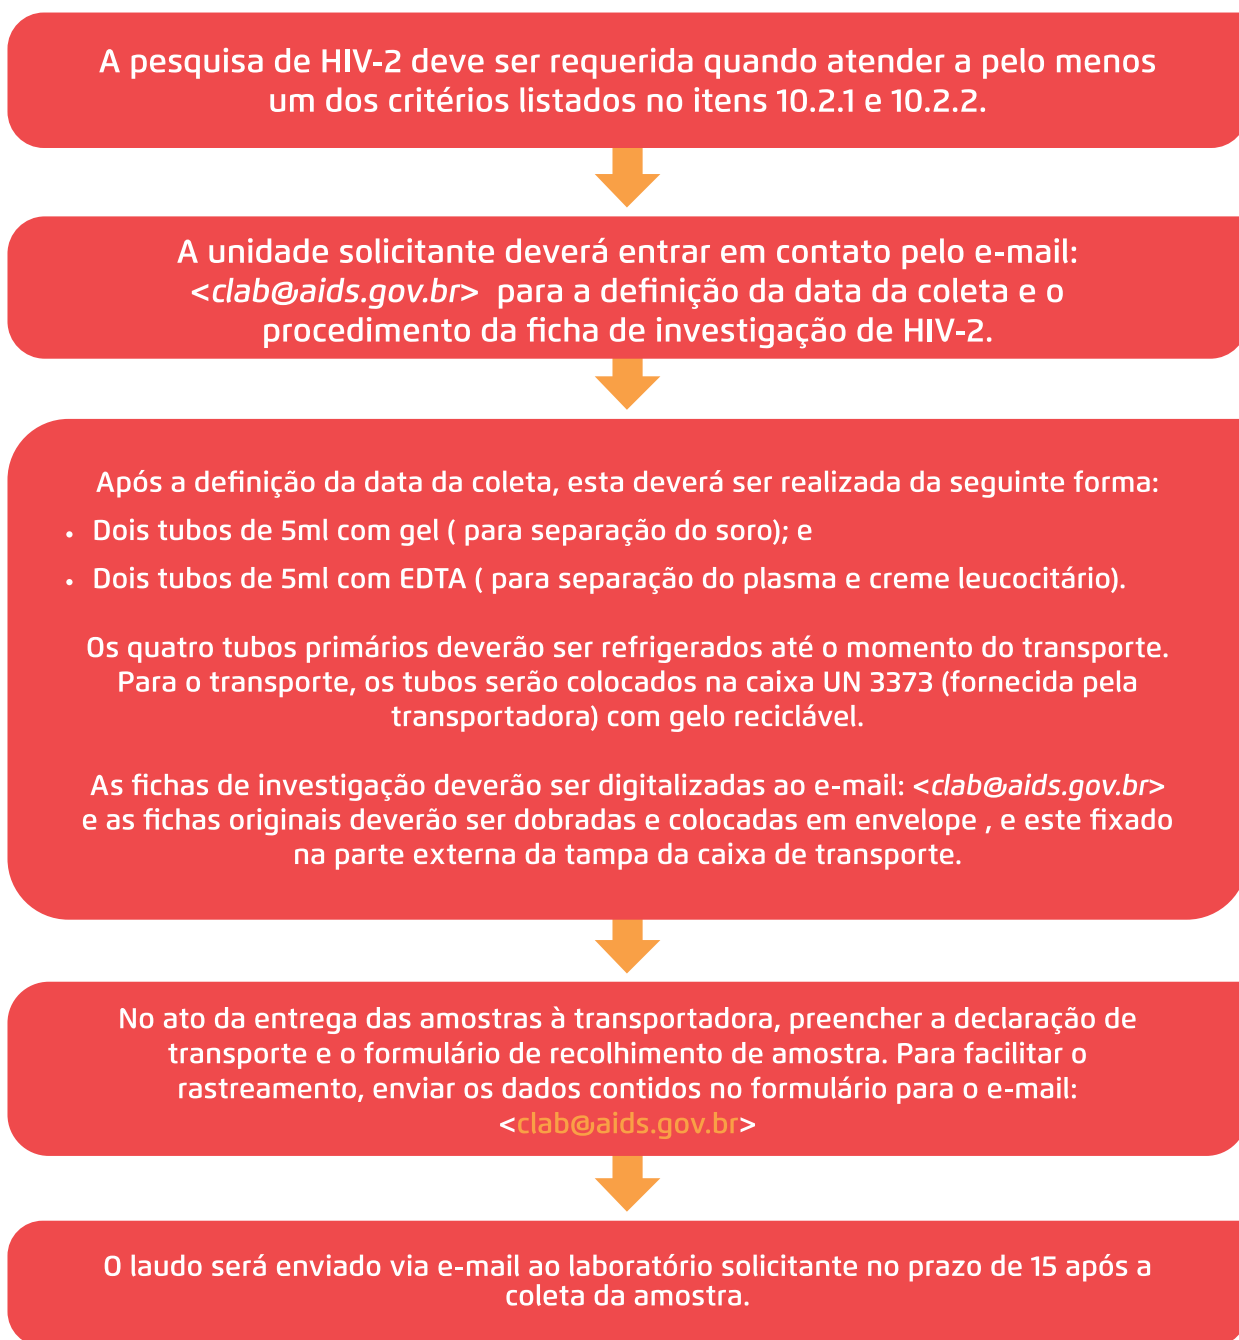 A pesquisa de HIV-2 deve ser requerida quando atender a pelo menos
um dos critérios listados no itens 10.2.1 e 10.2.2.
A unidade solicitante deverá entrar em contato pelo e-mail:
<clab@aids.gov.br> para a definição da data da coleta e o
procedimento da ficha de investigação de HIV-2.
Após a definição da data da coleta, esta deverá ser realizada da seguinte forma:
• Dois tubos de 5ml com gel ( para separação do soro); e
• Dois tubos de 5ml com EDTA ( para separação do plasma e creme leucocitário).
Os quatro tubos primários deverão ser refrigerados até o momento do transporte.
Para o transporte, os tubos serão colocados na caixa UN 3373 (fornecida pela
transportadora) com gelo reciclável.
As fichas de investigação deverão ser digitalizadas ao e-mail: <clab@aids.gov.br>
e as fichas originais deverão ser dobradas e colocadas em envelope , e este fixado
na parte externa da tampa da caixa de transporte.
No ato da entrega das amostras à transportadora, preencher a declaração de
transporte e o formulário de recolhimento de amostra. Para facilitar o
rastreamento, enviar os dados contidos no formulário para o e-mail:
<clab@aids.gov.br>
O laudo será enviado via e-mail ao laboratório solicitante no prazo de 15 após a
coleta da amostra.